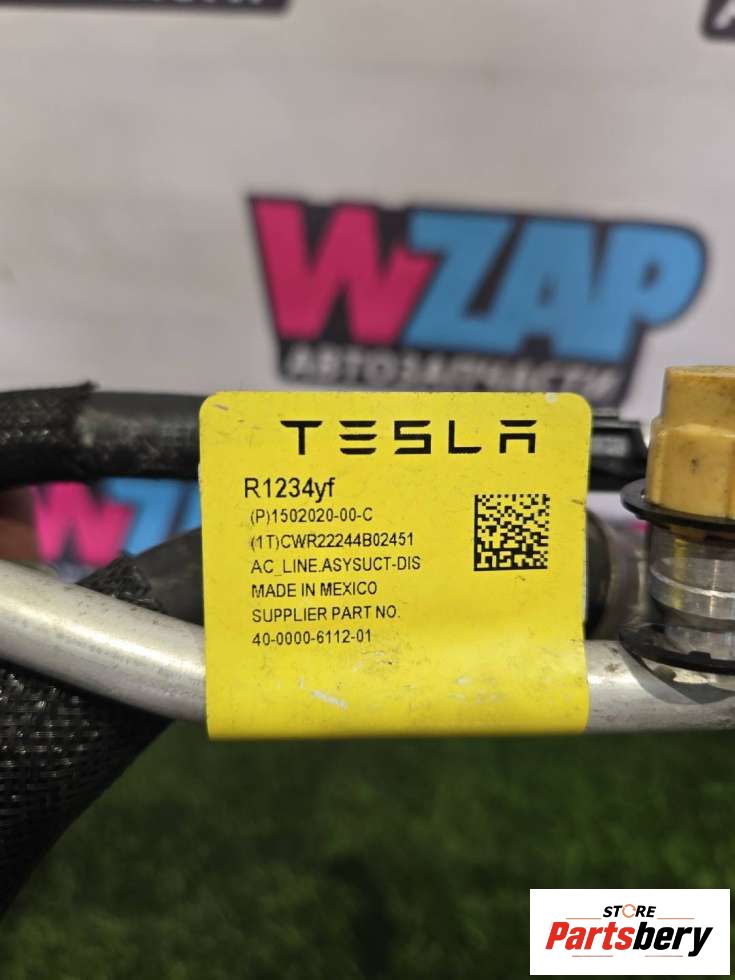 WZAP
АВТОЗАПЧАСТИ
TESLA
R1234yf
(P)1502020-00-C
(1T)CWR22244B02451
AC_LINE.ASYSUCT-DIS
MADE IN MEXICO
SUPPLIER PART NO.
40-0000-6112-01
STORE
Partsbery